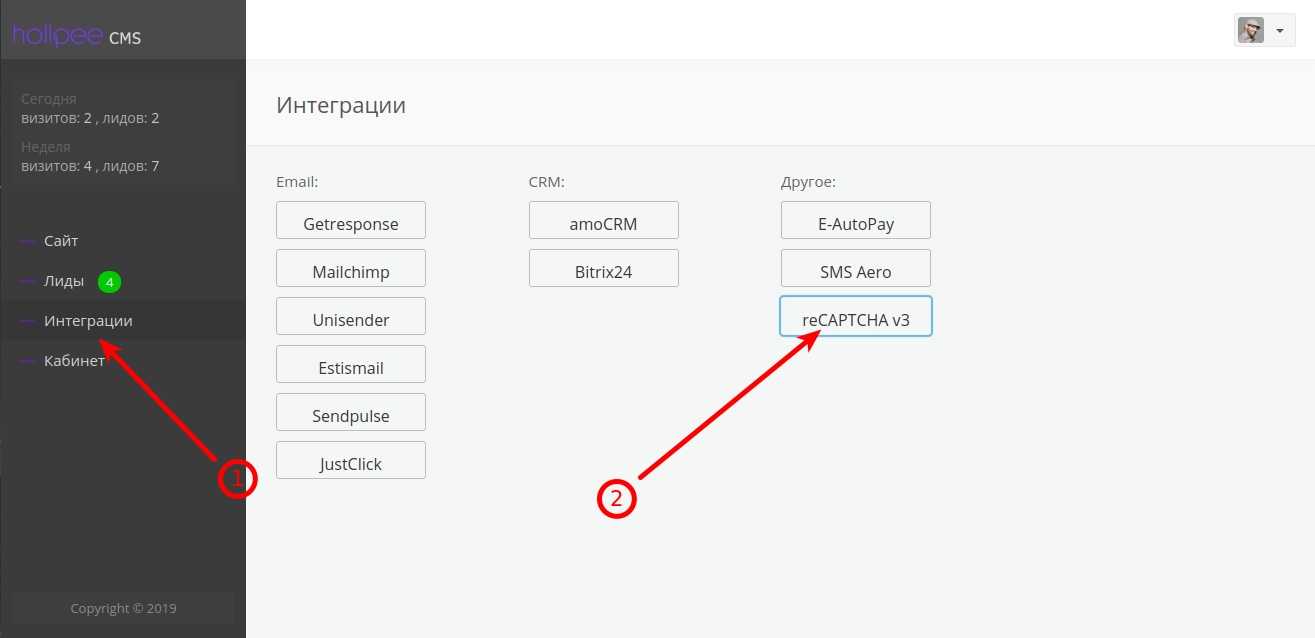 hollpee CMS
Сегодня
визитов: 2 , лидов: 2
Неделя
визитов: 4 , лидов: 7
Сайт
Лиды 4
Интеграции
Кабинет
1
Copyright © 2019
Интеграции
Email:
Getresponse
Mailchimp
Unisender
Estismail
Sendpulse
JustClick
CRM:
amoCRM
Bitrix24
Другое:
E-AutoPay
SMS Aero
reCAPTCHA v3
2